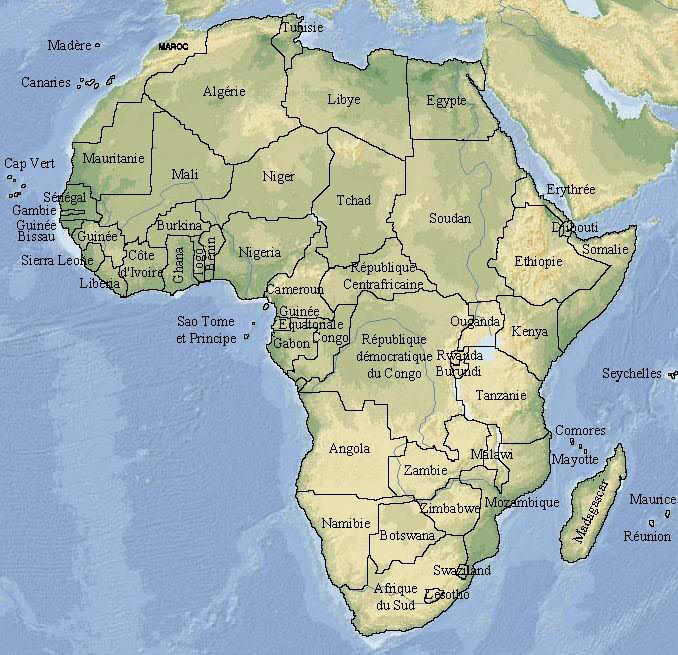 Tunisie
Madère
MAROC
Canaries
Algérie
Libye
Egypte
Mauritanie
Cap Vert
Mali
Niger
Tchad
Erythrée
Sénégal
Gambie
Soudan
Guinée
Bissau
Burkina
Djibouti
Guinée
Somalie
Nigeria
Côte
d'Ivoire
Ghana
Togo
Benin
Sierra Leone
Ethiopie
République
Centrafricaine
Liberia
Cameroun
Guinée
Equatoriale
Sao Tome
et Principe
Ouganda
Kenya
Congo
Gabon
République
démocratique
du Congo
Rwanda
Burundi
Seychelles
Tanzanie
Comores
Angola
Malawi
Mayotte
Zambie
Madagascar
Mozambique
Maurice
Zimbabwe
Namibie
Botswana
Réunion
Swaziland
Afrique
du Sud
Lesotho